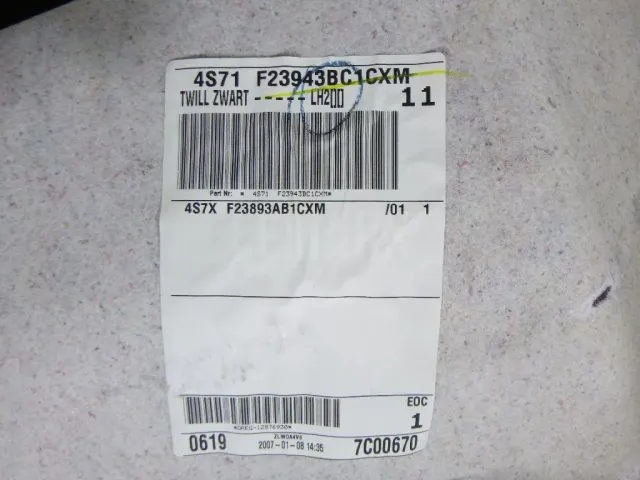 4S71 F23943BC1CXM
TWILL ZWART ----- LH2▯▯ 11
Part Nr: * 4S71 F23943BC1CXM*
4S7X F23893AB1CXM /01 1
EOC
1
0619 2007-01-08 14:35 7C00670